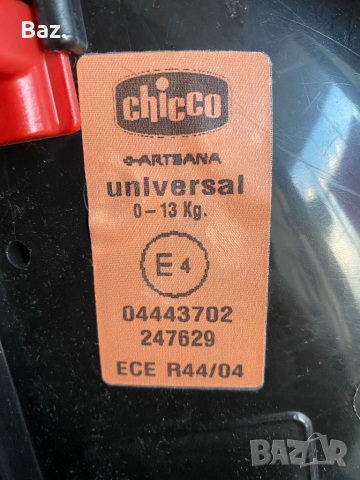 Baz.
chicco
ARTSANA
universal
0-13 Kg.
E4
04443702
247629
ECE R44/04
BAZAR